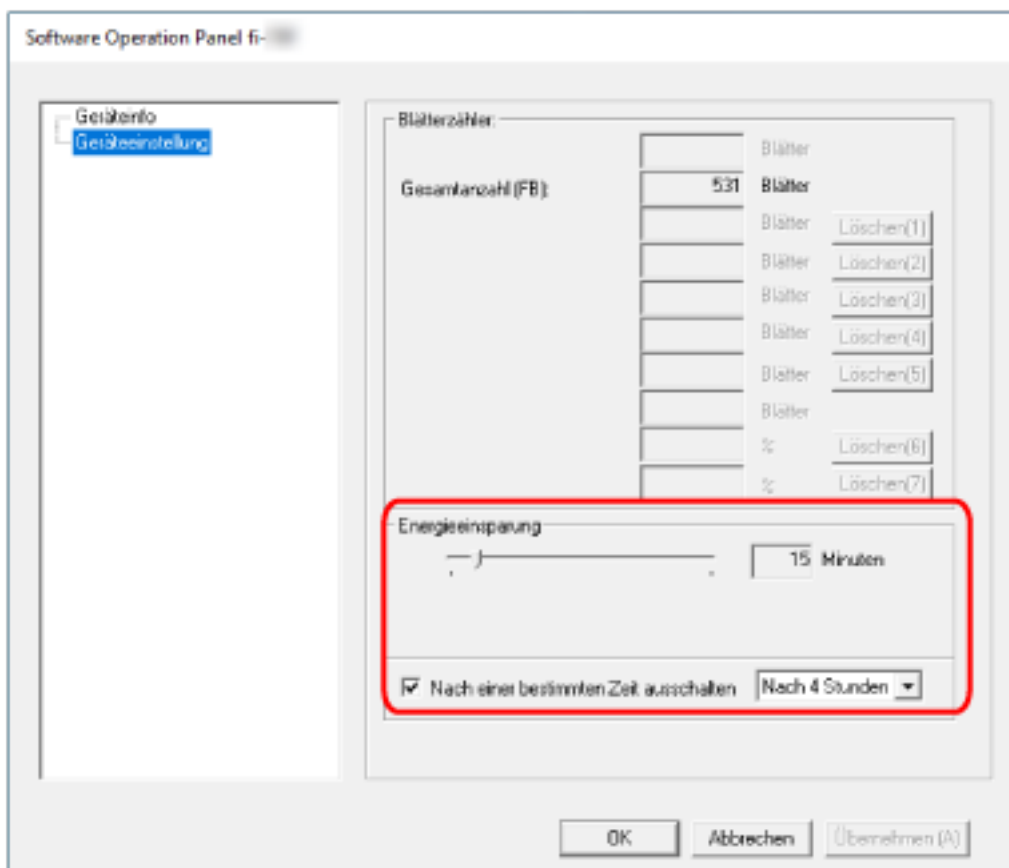 Software Operation Panel fi-
Geräteinfo
Geräteeinstellung
Blätterzähler:
Blätter
Gesamtanzahl (FB): 531 Blätter
Blätter Löschen(1)
Blätter Löschen(2)
Blätter Löschen(3)
Blätter Löschen(4)
Blätter Löschen(5)
Blätter
% Löschen(6)
% Löschen(7)
Energieeinsparung
15 Minuten
Nach einer bestimmten Zeit ausschalten Nach 4 Stunden
OK Abbrechen Übernehmen (A)